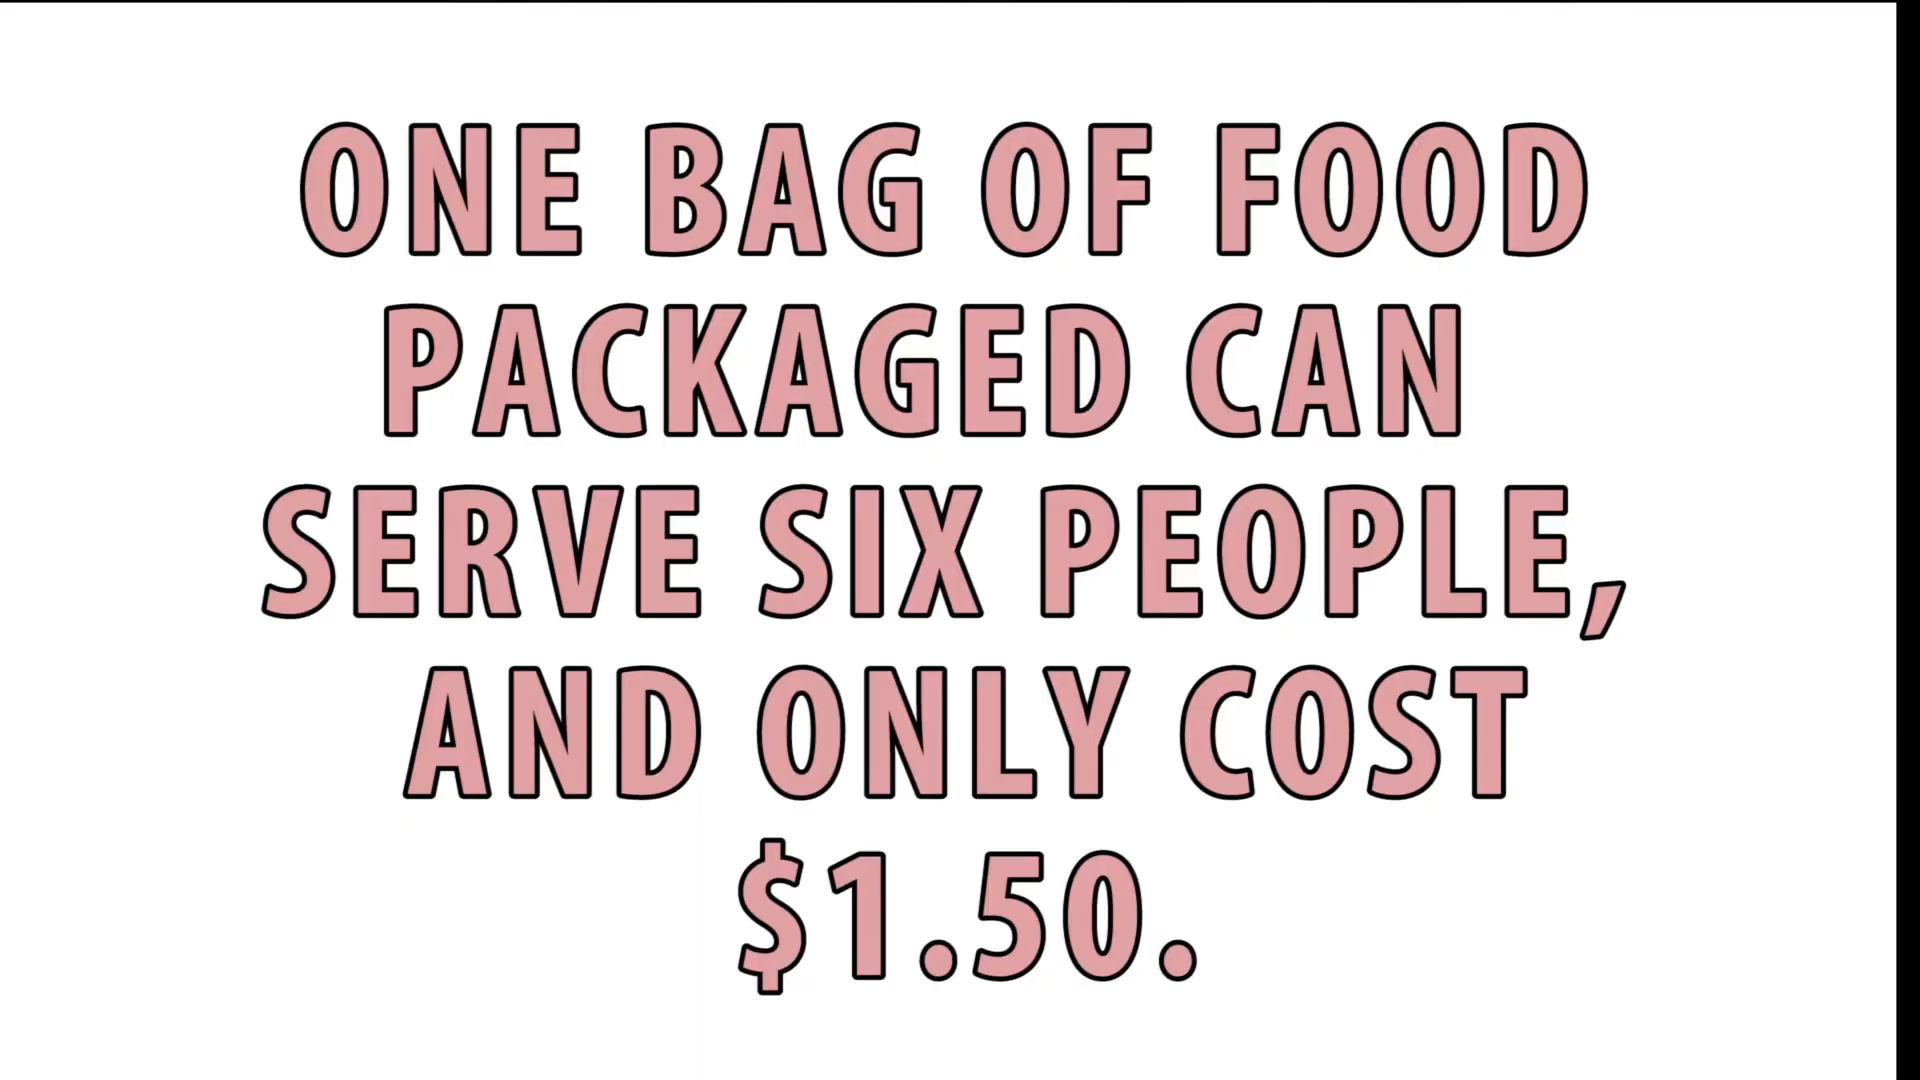 ONE BAG OF FOOD
PACKAGED CAN
SERVE SIX PEOPLE,
AND ONLY COST
$1.50.